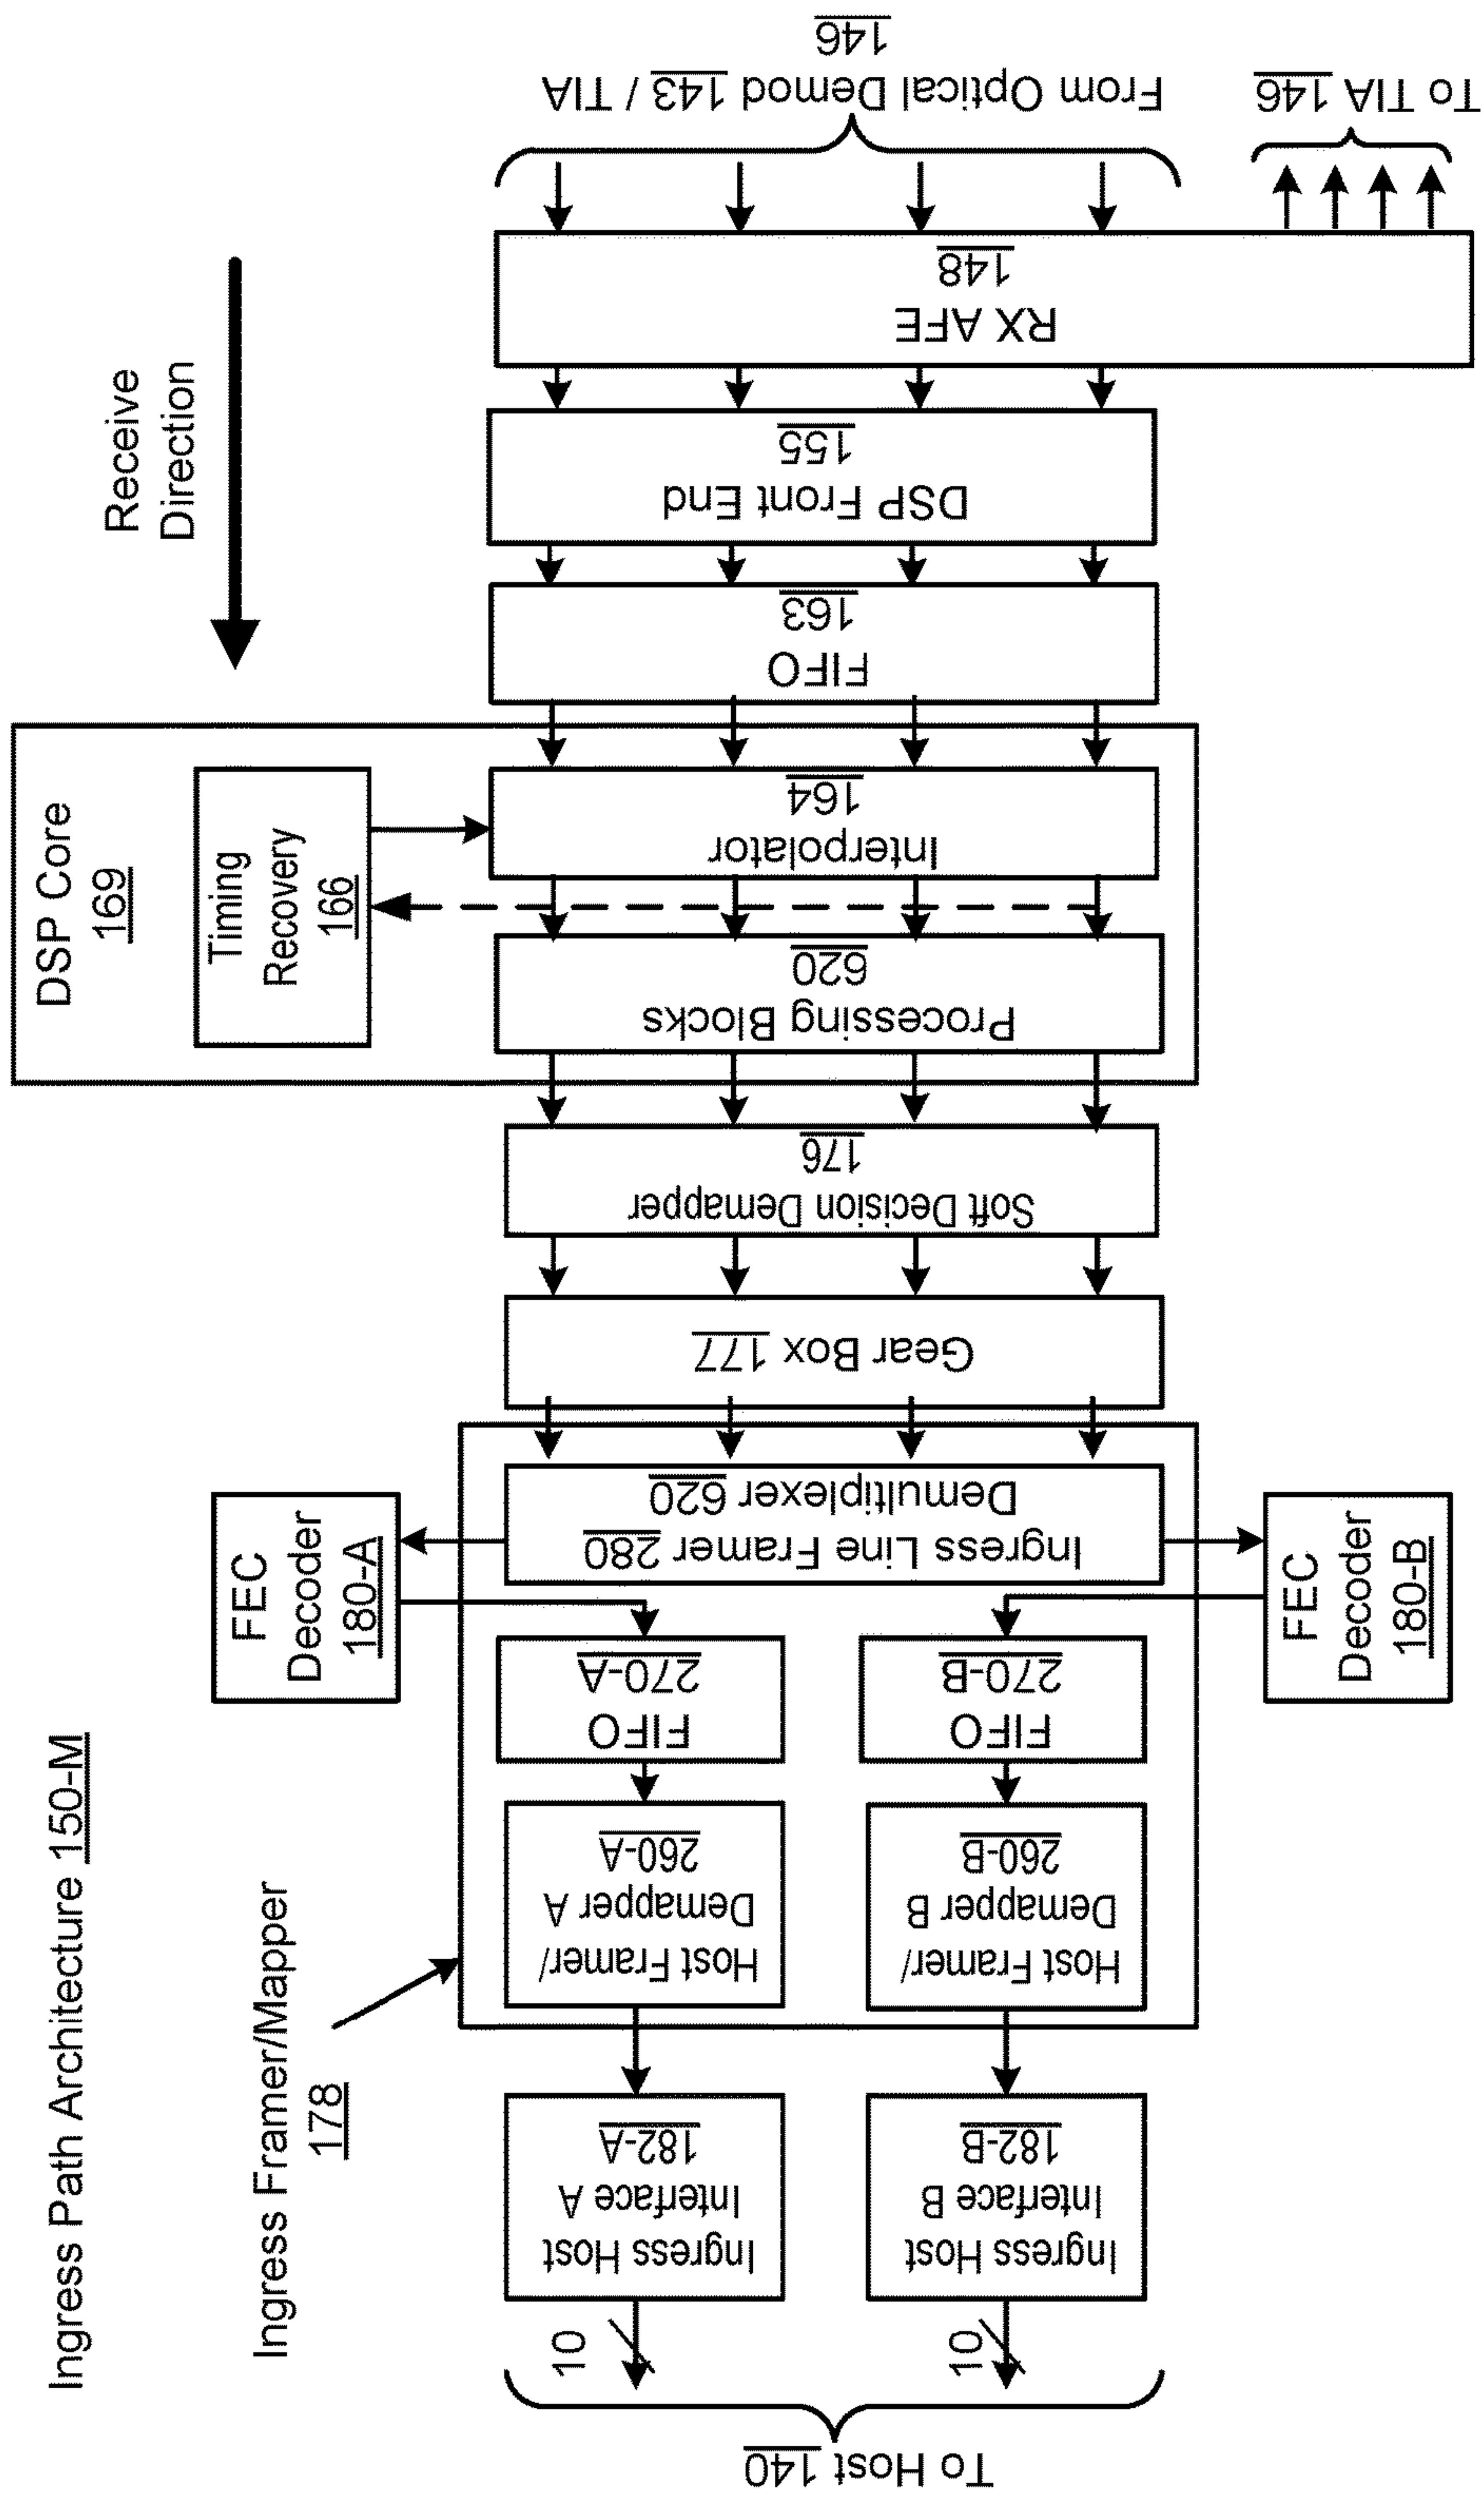 Ingress Path Architecture 150-M
Receive
Direction
DSP Core
169
Timing
Recovery
166
Ingress Framer/Mapper
178
FEC
Decoder
180-A
FEC
Decoder
180-B
From Optical Demod 143 / TIA
146
To TIA 146
RX AFE
148
DSP Front End
155
FIFO
163
Interpolator
164
Processing Blocks
620
Soft Decision Demapper
176
Gear Box 177
Ingress Line Framer 280
Demultiplexer 620
FIFO
270-A
FIFO
270-B
Host Framer/
Demapper A
260-A
Host Framer/
Demapper B
260-B
Ingress Host
Interface A
182-A
Ingress Host
Interface B
182-B
10
10
To Host 140